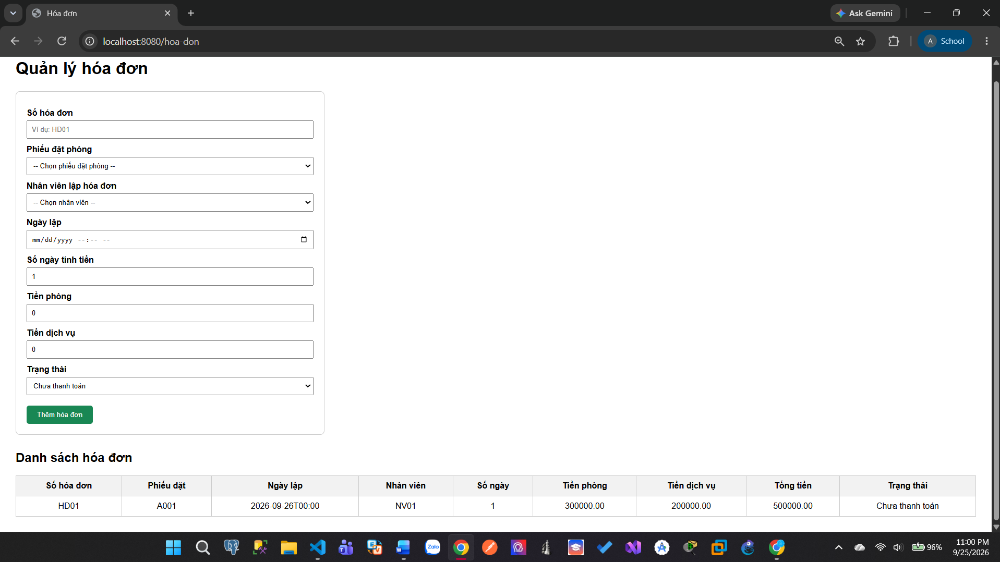 Hóa đơn
Ask Gemini
localhost:8080/hoa-don
A School
Quản lý hóa đơn
Số hóa đơn
Ví dụ: HD01
Phiếu đặt phòng
-- Chọn phiếu đặt phòng --
Nhân viên lập hóa đơn
-- Chọn nhân viên --
Ngày lập
mm/dd/yyyy --:-- --
Số ngày tính tiền
1
Tiền phòng
0
Tiền dịch vụ
0
Trạng thái
Chưa thanh toán
Thêm hóa đơn
Danh sách hóa đơn
Số hóa đơn Phiếu đặt Ngày lập Nhân viên Số ngày Tiền phòng Tiền dịch vụ Tổng tiền Trạng thái
HD01 A001 2026-09-26T00:00 NV01 1 300000.00 200000.00 500000.00 Chưa thanh toán
Zalo
96%
11:00 PM
9/25/2026